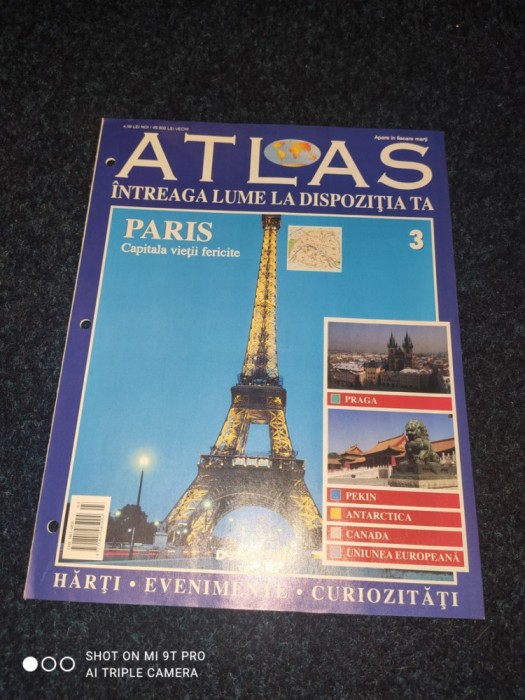 Apare în fiecare marți
ATLAS
ÎNTREAGA LUME LA DISPOZIȚIA TA
PARIS
Capitala vieții fericite
3
PRAGA
PEKIN
ANTARCTICA
CANADA
UNIUNEA EUROPEANĂ
HĂRȚI • EVENIMENTE • CURIOZITĂȚI
SHOT ON MI 9T PRO
AI TRIPLE CAMERA